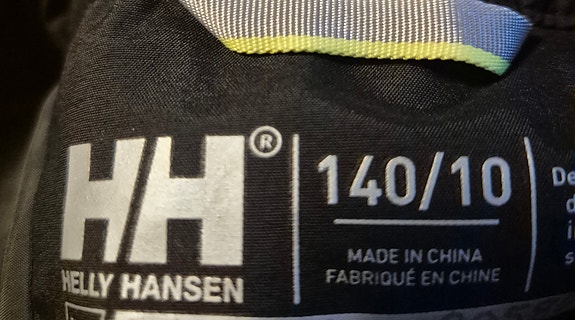 HH®
HELLY HANSEN
140/10
MADE IN CHINA
FABRIQUÉ EN CHINE